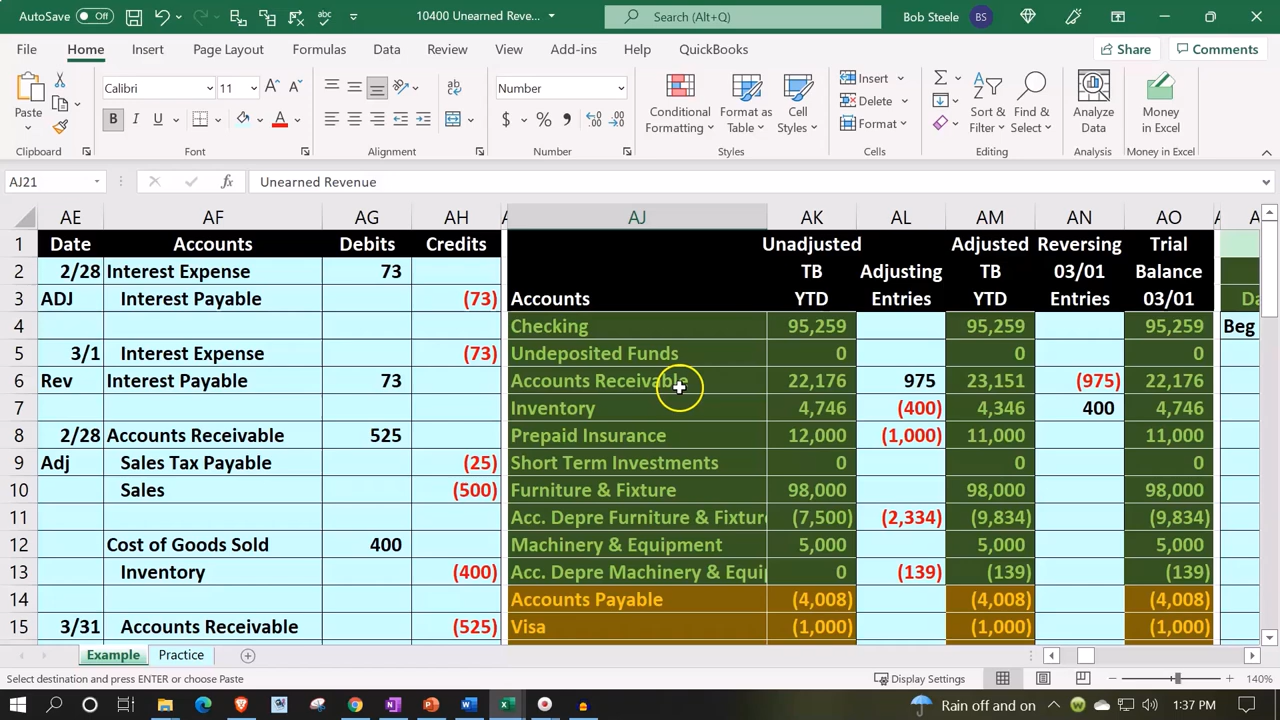 AutoSave Off 10400 Unearned Reve... Search (Alt+Q) Bob Steele BS
File Home Insert Page Layout Formulas Data Review View Add-ins Help QuickBooks Share Comments
Paste Calibri 11 Number Conditional Formatting Format as Table Cell Styles Insert Delete Format Sort & Filter Find & Select Analyze Data Money in Excel
Clipboard Font Alignment Number Styles Cells Editing Analysis Money in Excel
AJ21 Unearned Revenue
AE AF AG AH AJ AK AL AM AN AO
1 Date Accounts Debits Credits Unadjusted Adjusted Reversing Trial
2 2/28 Interest Expense 73 TB Adjusting TB 03/01 Balance
3 ADJ Interest Payable (73) Accounts YTD Entries YTD Entries 03/01
4 Checking 95,259 95,259 95,259 Beg
5 3/1 Interest Expense (73) Undeposited Funds 0 0 0
6 Rev Interest Payable 73 Accounts Receivable 22,176 975 23,151 (975) 22,176
7 Inventory 4,746 (400) 4,346 400 4,746
8 2/28 Accounts Receivable 525 Prepaid Insurance 12,000 (1,000) 11,000 11,000
9 Adj Sales Tax Payable (25) Short Term Investments 0 0 0
10 Sales (500) Furniture & Fixture 98,000 98,000 98,000
11 Acc. Depre Furniture & Fixture (7,500) (2,334) (9,834) (9,834)
12 Cost of Goods Sold 400 Machinery & Equipment 5,000 5,000 5,000
13 Inventory (400) Acc. Depre Machinery & Equip 0 (139) (139) (139)
14 Accounts Payable (4,008) (4,008) (4,008)
15 3/31 Accounts Receivable (525) Visa (1,000) (1,000) (1,000)
Example Practice
Select destination and press ENTER or choose Paste Display Settings 140%
Rain off and on 1:37 PM